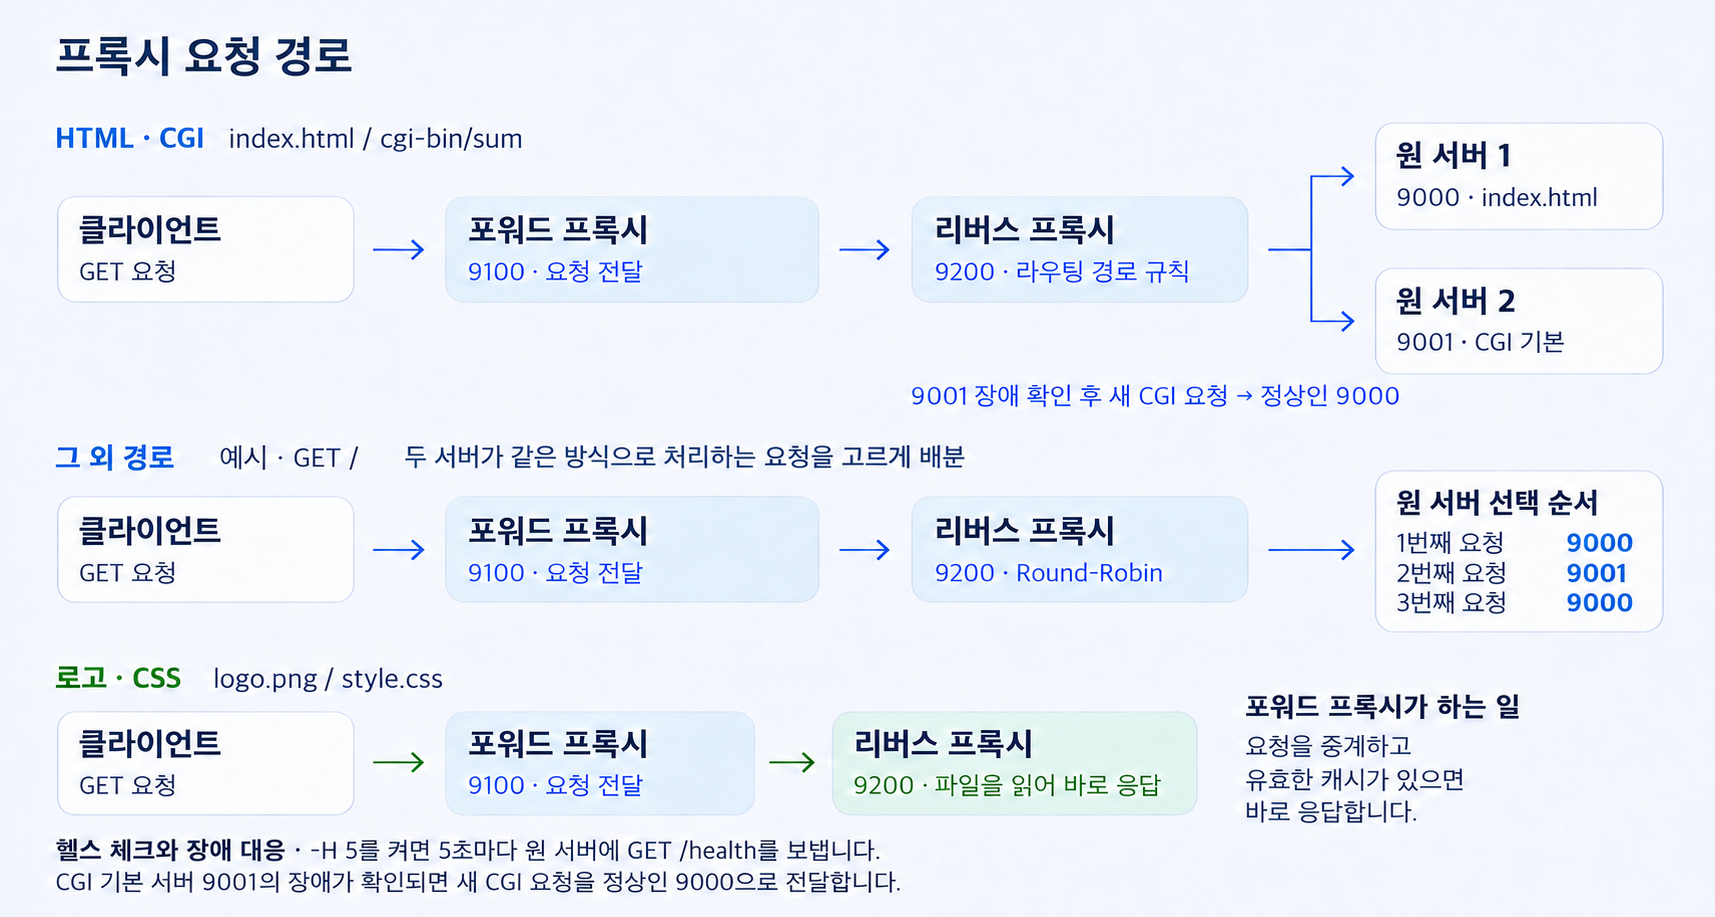 프록시 요청 경로
HTML · CGI index.html / cgi-bin/sum
클라이언트
GET 요청
포워드 프록시
9100 · 요청 전달
리버스 프록시
9200 · 라우팅 경로 규칙
원 서버 1
9000 · index.html
원 서버 2
9001 · CGI 기본
9001 장애 확인 후 새 CGI 요청 → 정상인 9000
그 외 경로 예시 · GET / 두 서버가 같은 방식으로 처리하는 요청을 고르게 배분
클라이언트
GET 요청
포워드 프록시
9100 · 요청 전달
리버스 프록시
9200 · Round-Robin
원 서버 선택 순서
1번째 요청 9000
2번째 요청 9001
3번째 요청 9000
로고 · CSS logo.png / style.css
클라이언트
GET 요청
포워드 프록시
9100 · 요청 전달
리버스 프록시
9200 · 파일을 읽어 바로 응답
포워드 프록시가 하는 일
요청을 중계하고
유효한 캐시가 있으면
바로 응답합니다.
헬스 체크와 장애 대응 · -H 5를 켜면 5초마다 원 서버에 GET /health를 보냅니다.
CGI 기본 서버 9001의 장애가 확인되면 새 CGI 요청을 정상인 9000으로 전달합니다.